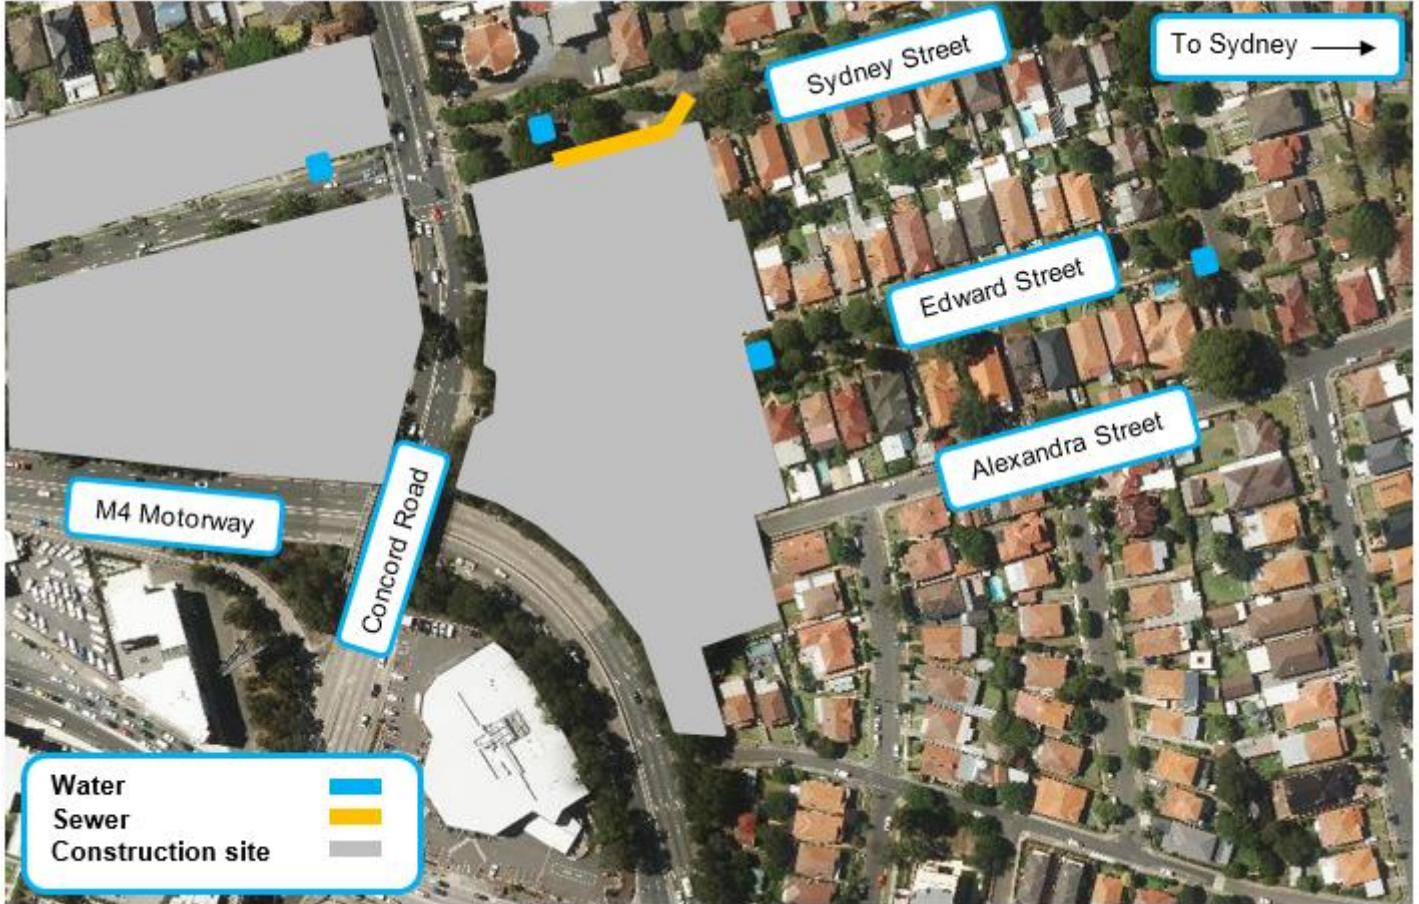 To Sydney
Sydney Street
Edward Street
Alexandra Street
M4 Motorway
Concord Road
Water
Sewer
Construction site